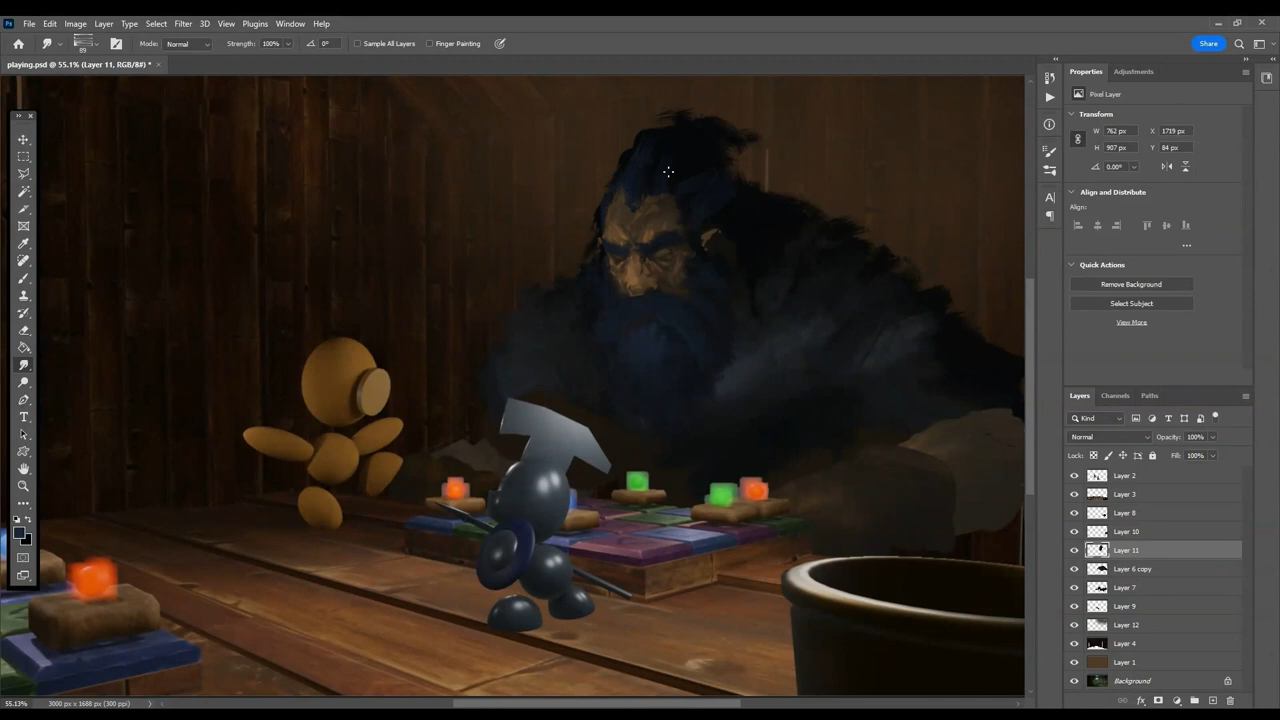 Ps File Edit Image Layer Type Select Filter 3D View Plugins Window Help
89 Mode: Normal Strength: 100% 0° Sample All Layers Finger Painting Share
playing.psd @ 55.1% (Layer 11, RGB/8#) *
Properties Adjustments
Pixel Layer
Transform
W 762 px X 1719 px
H 907 px Y 84 px
0.00°
Align and Distribute
Align:
Quick Actions
Remove Background
Select Subject
View More
Layers Channels Paths
Kind
Normal Opacity: 100%
Lock: Fill: 100%
Layer 2
Layer 3
Layer 8
Layer 10
Layer 11
Layer 6 copy
Layer 7
Layer 9
Layer 12
Layer 4
Layer 1
Background
55.13% 3000 px x 1688 px (300 ppi)